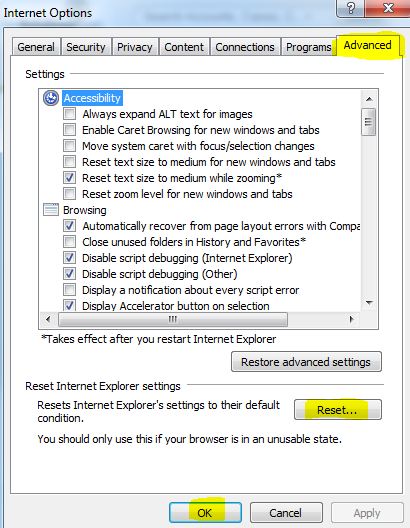 Internet Options
General Security Privacy Content Connections Programs Advanced
Settings
Accessibility
Always expand ALT text for images
Enable Caret Browsing for new windows and tabs
Move system caret with focus/selection changes
Reset text size to medium for new windows and tabs
Reset text size to medium while zooming*
Reset zoom level for new windows and tabs
Browsing
Automatically recover from page layout errors with Compa
Close unused folders in History and Favorites*
Disable script debugging (Internet Explorer)
Disable script debugging (Other)
Display a notification about every script error
Display Accelerator button on selection
*Takes effect after you restart Internet Explorer
Restore advanced settings
Reset Internet Explorer settings
Resets Internet Explorer's settings to their default
condition.
Reset...
You should only use this if your browser is in an unusable state.
OK Cancel Apply